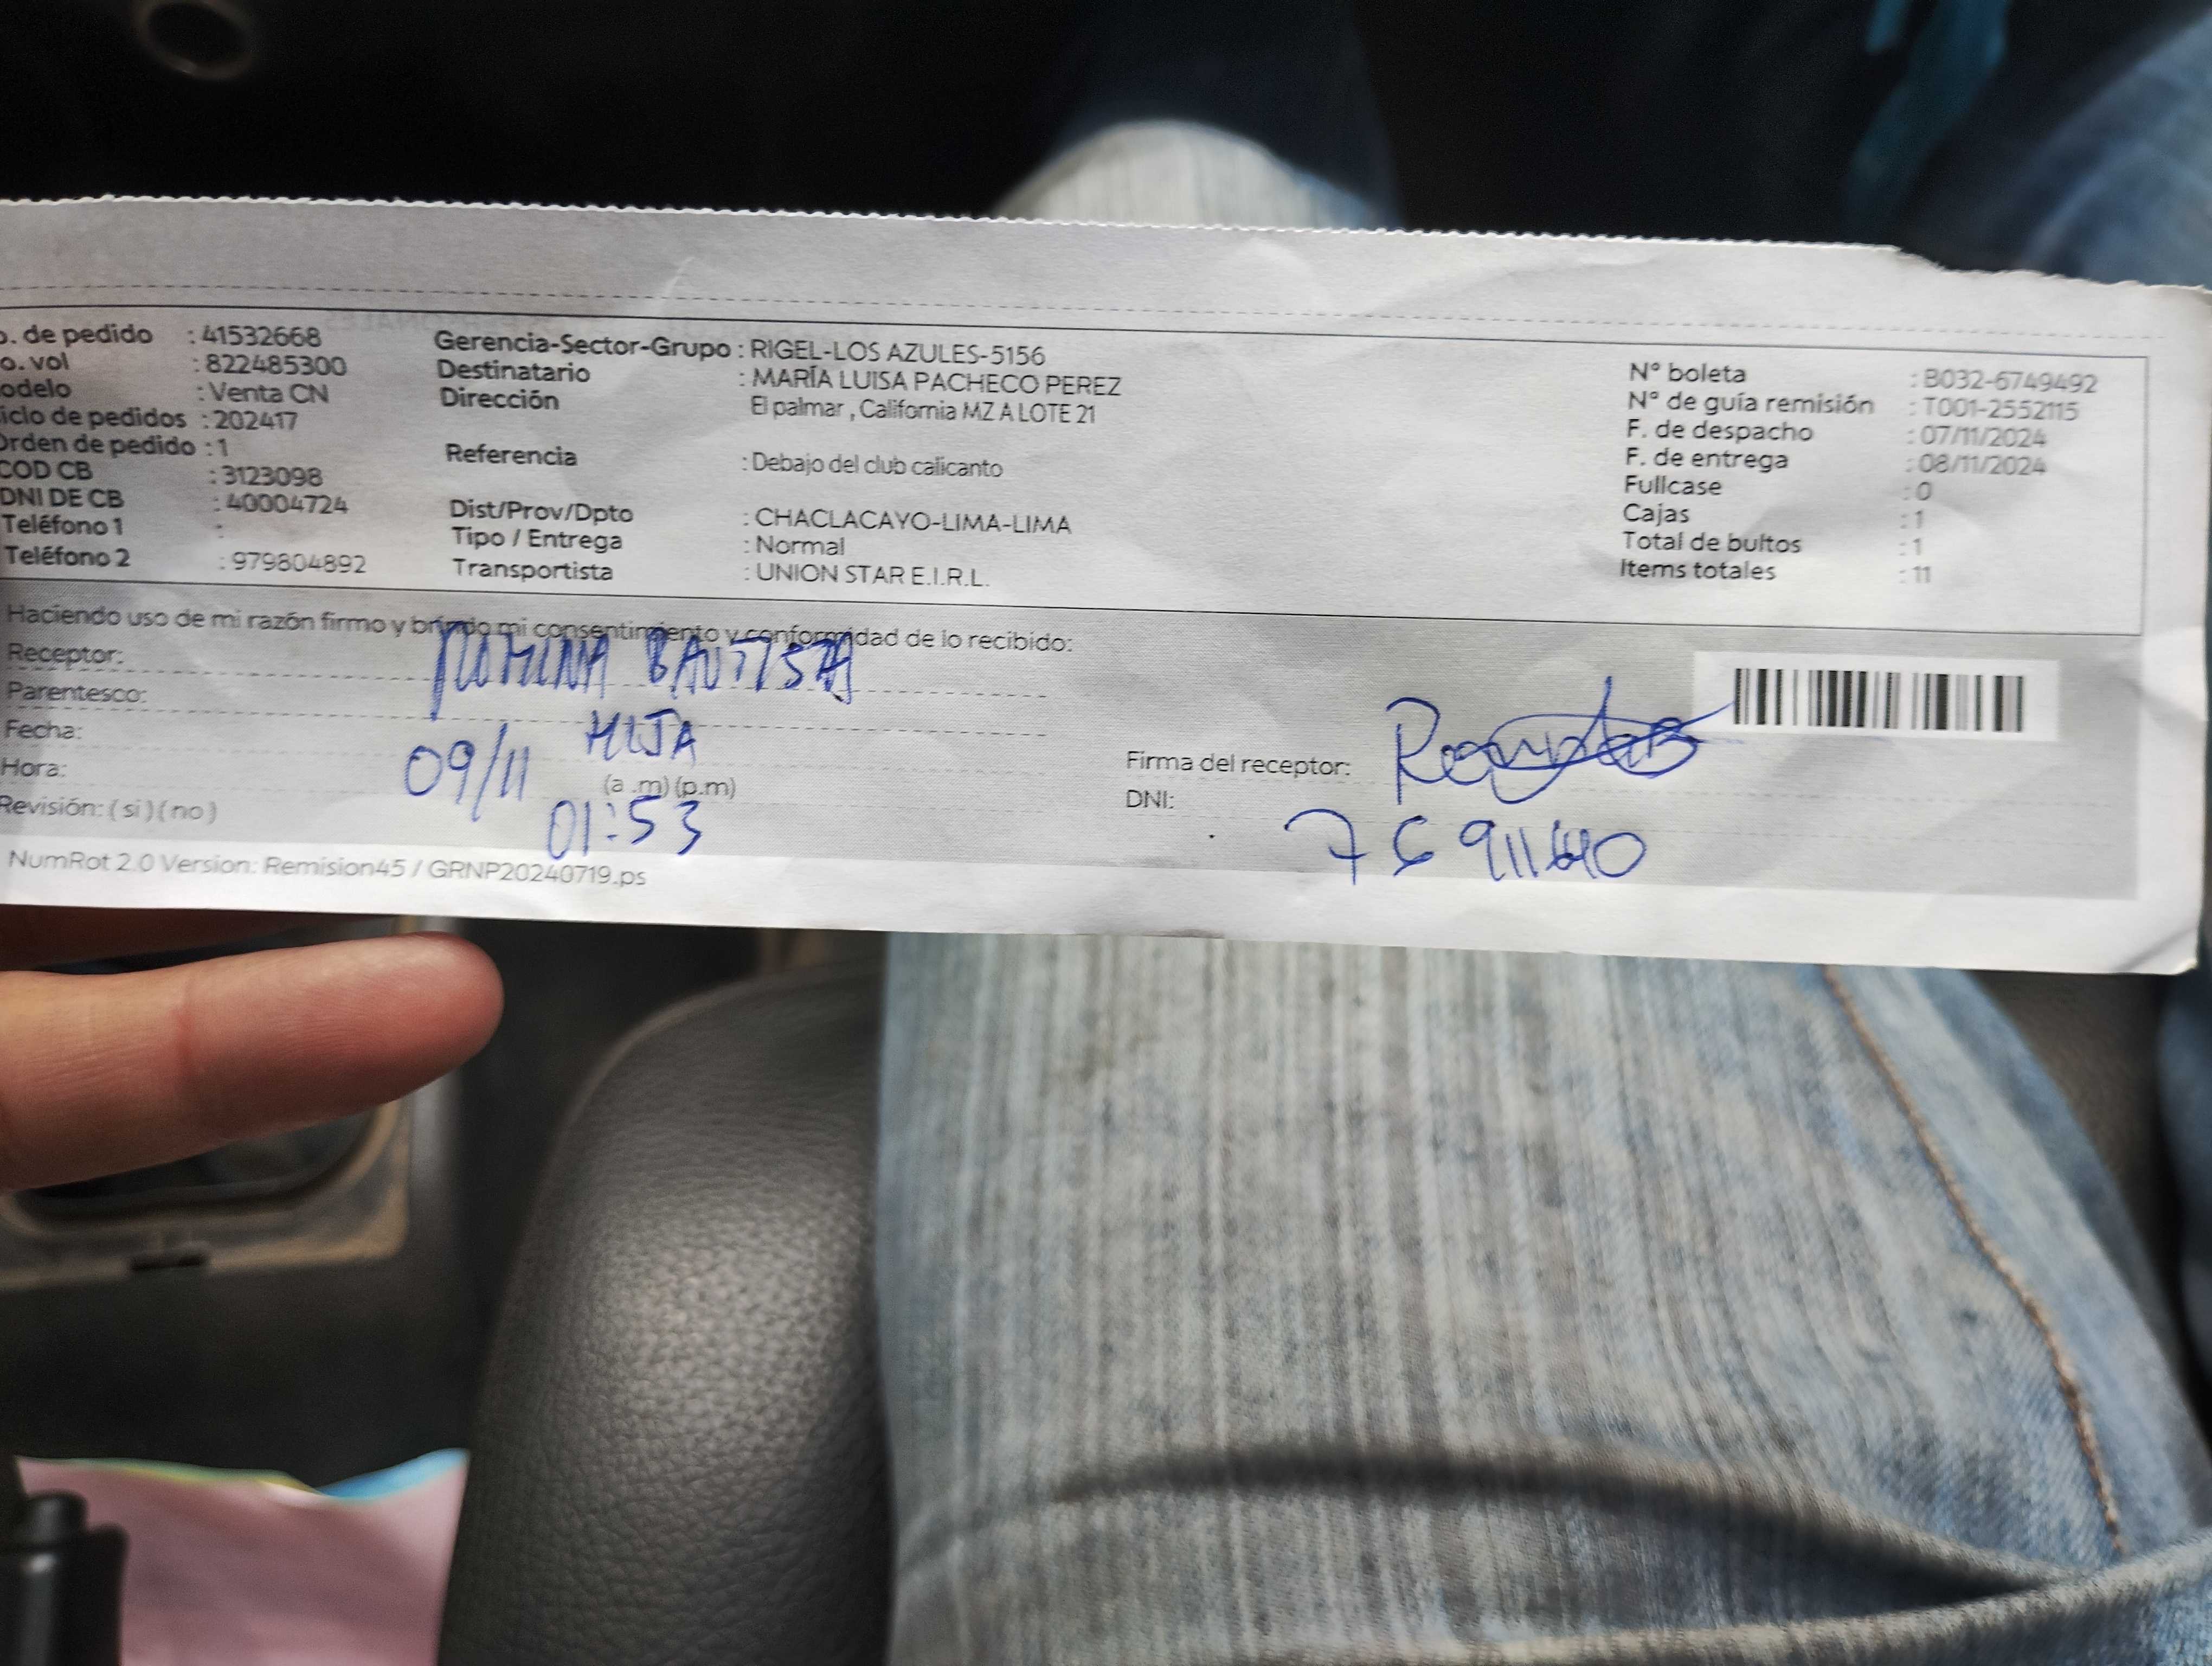 o. de pedido : 41532668
o. vol : 822485300
odelo : Venta CN
iclo de pedidos : 202417
Orden de pedido : 1
COD CB : 3123098
DNI DE CB : 40004724
Teléfono 1 :
Teléfono 2 : 979804892
Gerencia-Sector-Grupo : RIGEL-LOS AZULES-5156
Destinatario : MARÍA LUISA PACHECO PEREZ
Dirección El palmar , California MZ A LOTE 21
Referencia : Debajo del club calicanto
Dist/Prov/Dpto : CHACLACAYO-LIMA-LIMA
Tipo / Entrega : Normal
Transportista : UNION STAR E.I.R.L.
N° boleta : B032-6749492
N° de guía remisión : T001-2552115
F. de despacho : 07/11/2024
F. de entrega : 08/11/2024
Fullcase : 0
Cajas : 1
Total de bultos : 1
Items totales : 11
Haciendo uso de mi razón firmo y brindo mi consentimiento y conformidad de lo recibido:
Receptor: BAUTISTA
Parentesco: HIJA
Fecha: 09/11
Hora: (a .m) (p.m) 01:53
Revisión: ( si ) ( no )
Firma del receptor:
DNI:
NumRot 2.0 Version: Remision45 / GRNP20240719.ps